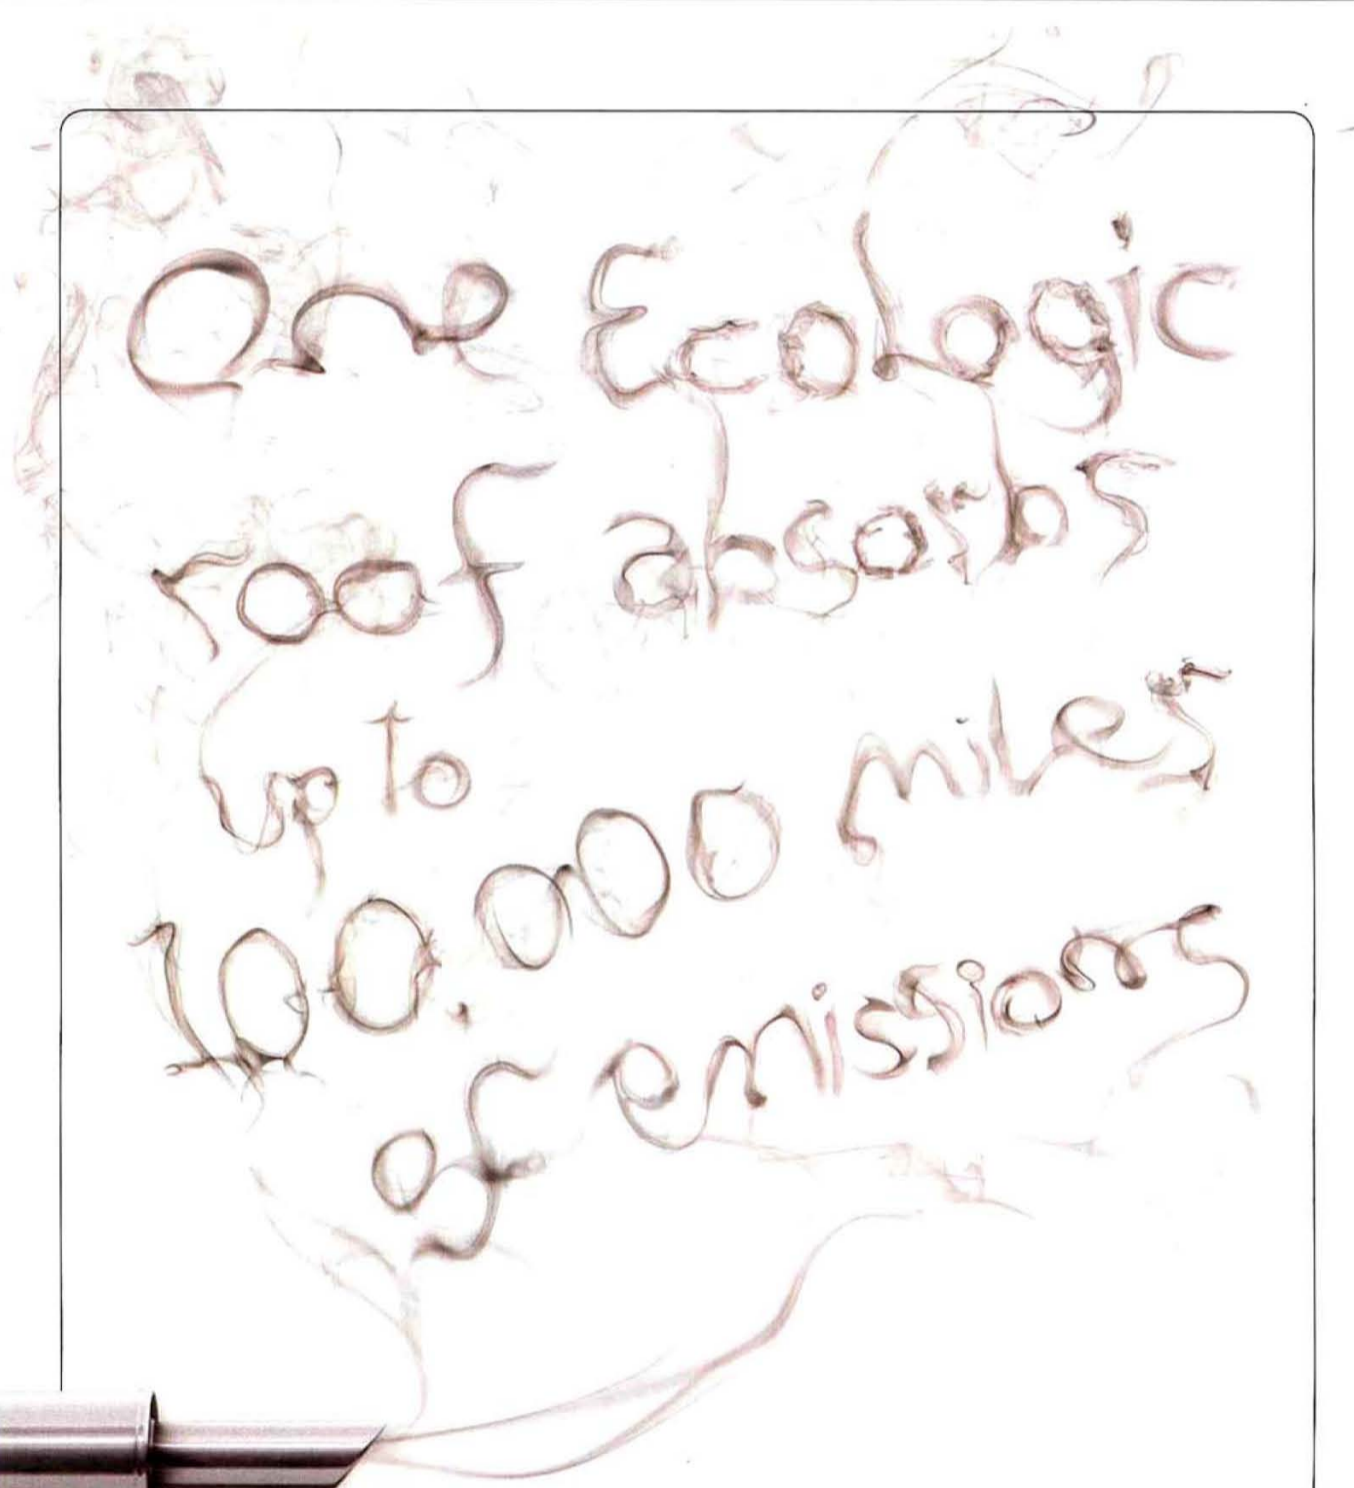 One EcoLogic
roof absorbs
up to
100.000 miles
of emissions